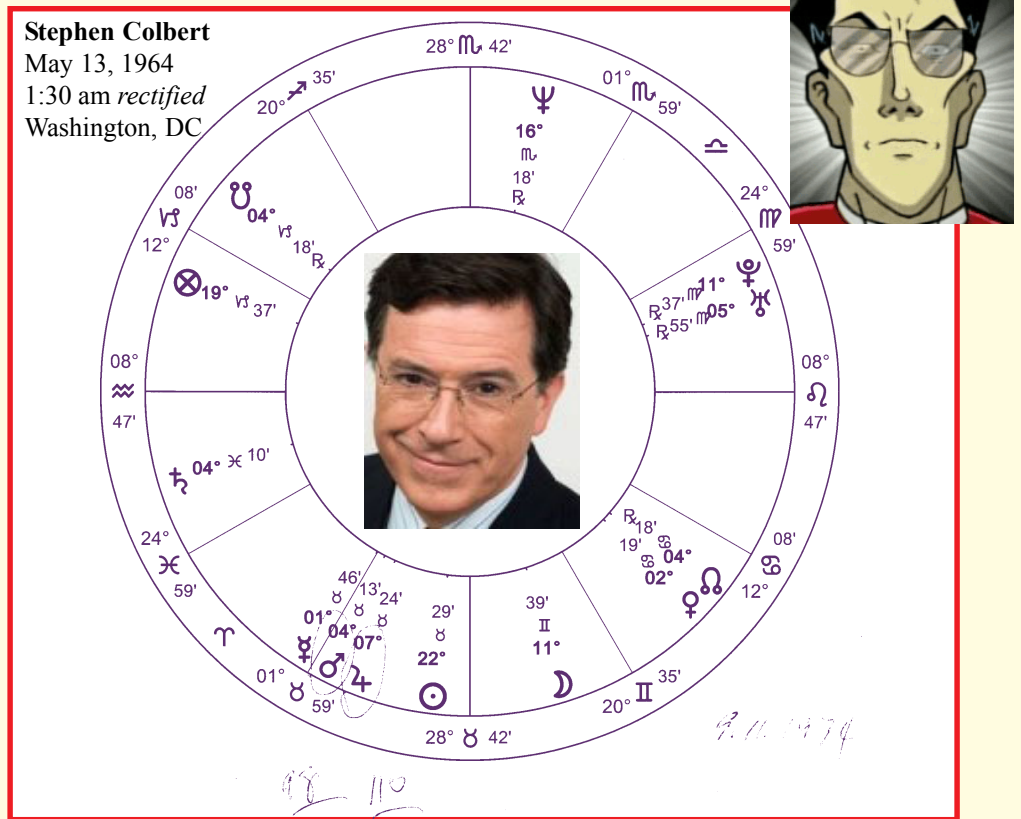 Stephen Colbert
May 13, 1964
1:30 am rectified
Washington, DC
28° ♏ 42'
01° ♏ 59'
♎
24° ♍ 59'
08° ♌ 47'
12° ♋ 08'
20° ♊ 35'
28° ♉ 42'
01° ♉ 59'
♈
24° ♓ 59'
08° ♒ 47'
12° ♑ 08'
20° ♐ 35'
♆ 16° ♏ 18' ℞
♇ 11° ♍ 37' ℞
♅ 05° ♍ 55' ℞
☊ 04° ♋ 18' ℞
♀ 02° ♋ 19'
☽ 11° ♊ 39'
☉ 22° ♉ 29'
♃ 07° ♉ 24'
♂ 04° ♉ 13'
☿ 01° ♉ 46'
♄ 04° ♓ 10'
⊗ 19° ♑ 37'
☋ 04° ♑ 18' ℞
110